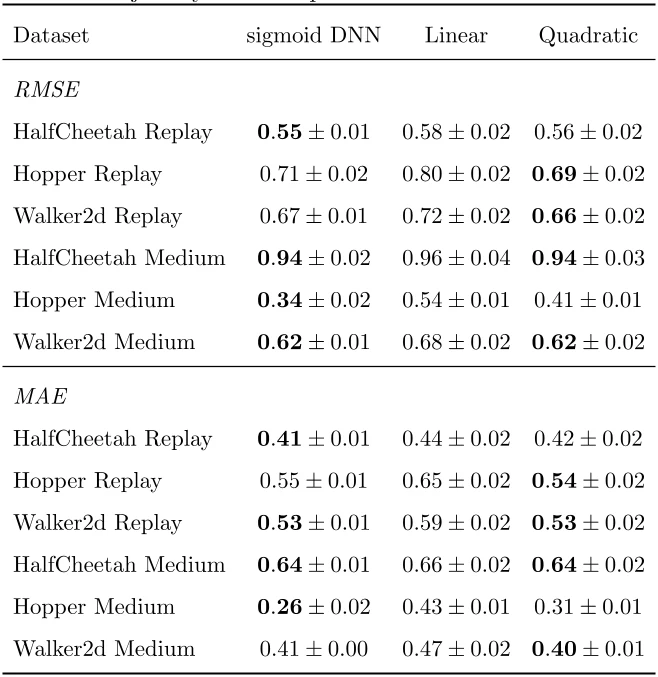 Dataset sigmoid DNN Linear Quadratic
RMSE
HalfCheetah Replay 0.55 ± 0.01 0.58 ± 0.02 0.56 ± 0.02
Hopper Replay 0.71 ± 0.02 0.80 ± 0.02 0.69 ± 0.02
Walker2d Replay 0.67 ± 0.01 0.72 ± 0.02 0.66 ± 0.02
HalfCheetah Medium 0.94 ± 0.02 0.96 ± 0.04 0.94 ± 0.03
Hopper Medium 0.34 ± 0.02 0.54 ± 0.01 0.41 ± 0.01
Walker2d Medium 0.62 ± 0.01 0.68 ± 0.02 0.62 ± 0.02
MAE
HalfCheetah Replay 0.41 ± 0.01 0.44 ± 0.02 0.42 ± 0.02
Hopper Replay 0.55 ± 0.01 0.65 ± 0.02 0.54 ± 0.02
Walker2d Replay 0.53 ± 0.01 0.59 ± 0.02 0.53 ± 0.02
HalfCheetah Medium 0.64 ± 0.01 0.66 ± 0.02 0.64 ± 0.02
Hopper Medium 0.26 ± 0.02 0.43 ± 0.01 0.31 ± 0.01
Walker2d Medium 0.41 ± 0.00 0.47 ± 0.02 0.40 ± 0.01